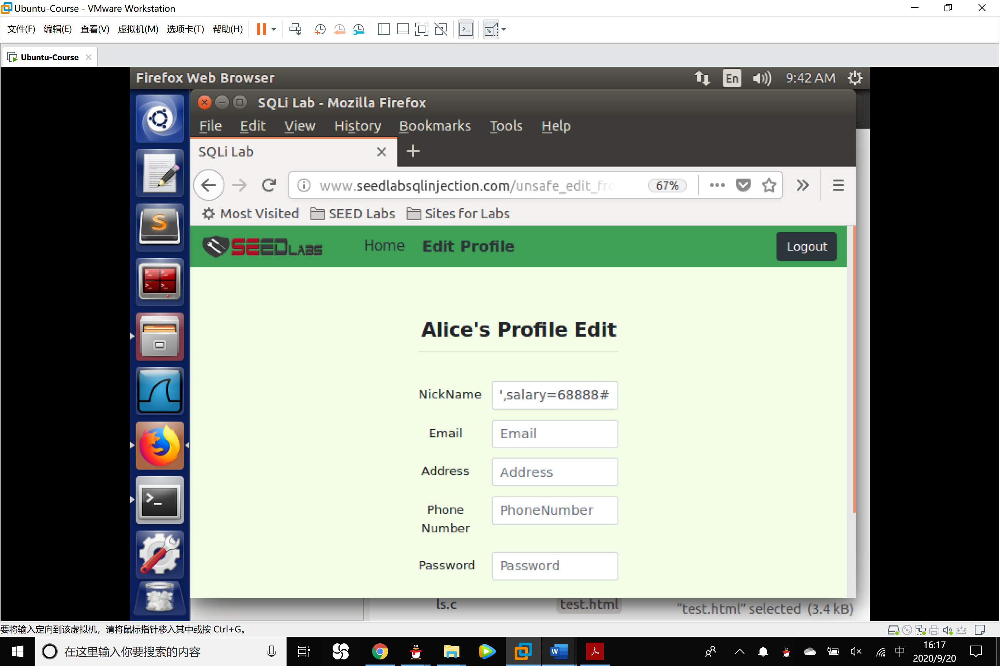 Ubuntu-Course - VMware Workstation
文件(F) 编辑(E) 查看(V) 虚拟机(M) 选项卡(T) 帮助(H)
Ubuntu-Course
Firefox Web Browser
En
9:42 AM
SQLi Lab - Mozilla Firefox
File Edit View History Bookmarks Tools Help
SQLi Lab
www.seedlabsqlinjection.com/unsafe_edit_fro
67%
Most Visited SEED Labs Sites for Labs
SEEDLABS
Home Edit Profile
Logout
Alice's Profile Edit
NickName
',salary=68888#
Email
Email
Address
Address
Phone
Number
PhoneNumber
Password
Password
ls.c
test.html
“test.html” selected (3.4 kB)
要将输入定向到该虚拟机，请将鼠标指针移入其中或按 Ctrl+G。
在这里输入你要搜索的内容
中
16:17
2020/9/20